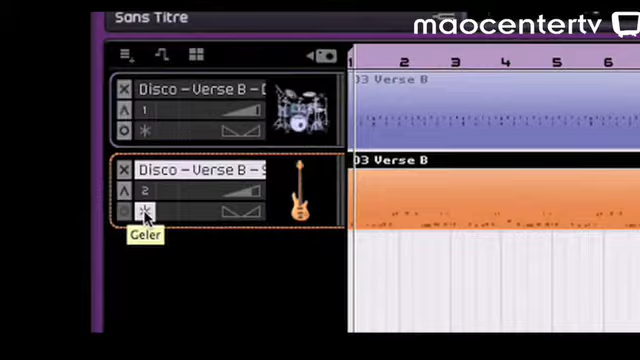 Sans Titre
maocentertv
1 2 3 4 5 6
Disco – Verse B –
03 Verse B
1
Disco – Verse B –
03 Verse B
2
Geler